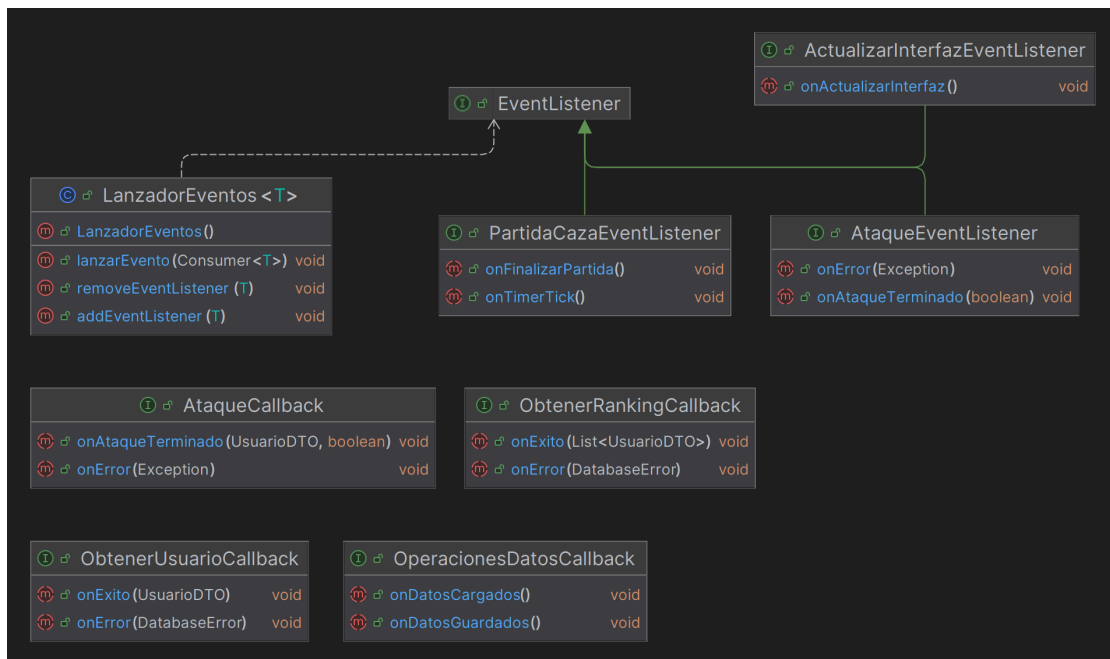 ActualizarInterfazEventListener
onActualizarInterfaz() void
EventListener
LanzadorEventos<T>
LanzadorEventos()
lanzarEvento(Consumer<T>) void
removeEventListener(T) void
addEventListener(T) void
PartidaCazaEventListener
onFinalizarPartida() void
onTimerTick() void
AtaqueEventListener
onError(Exception) void
onAtaqueTerminado(boolean) void
AtaqueCallback
onAtaqueTerminado(UsuarioDTO, boolean) void
onError(Exception) void
ObtenerRankingCallback
onExito(List<UsuarioDTO>) void
onError(DatabaseError) void
ObtenerUsuarioCallback
onExito(UsuarioDTO) void
onError(DatabaseError) void
OperacionesDatosCallback
onDatosCargados() void
onDatosGuardados() void